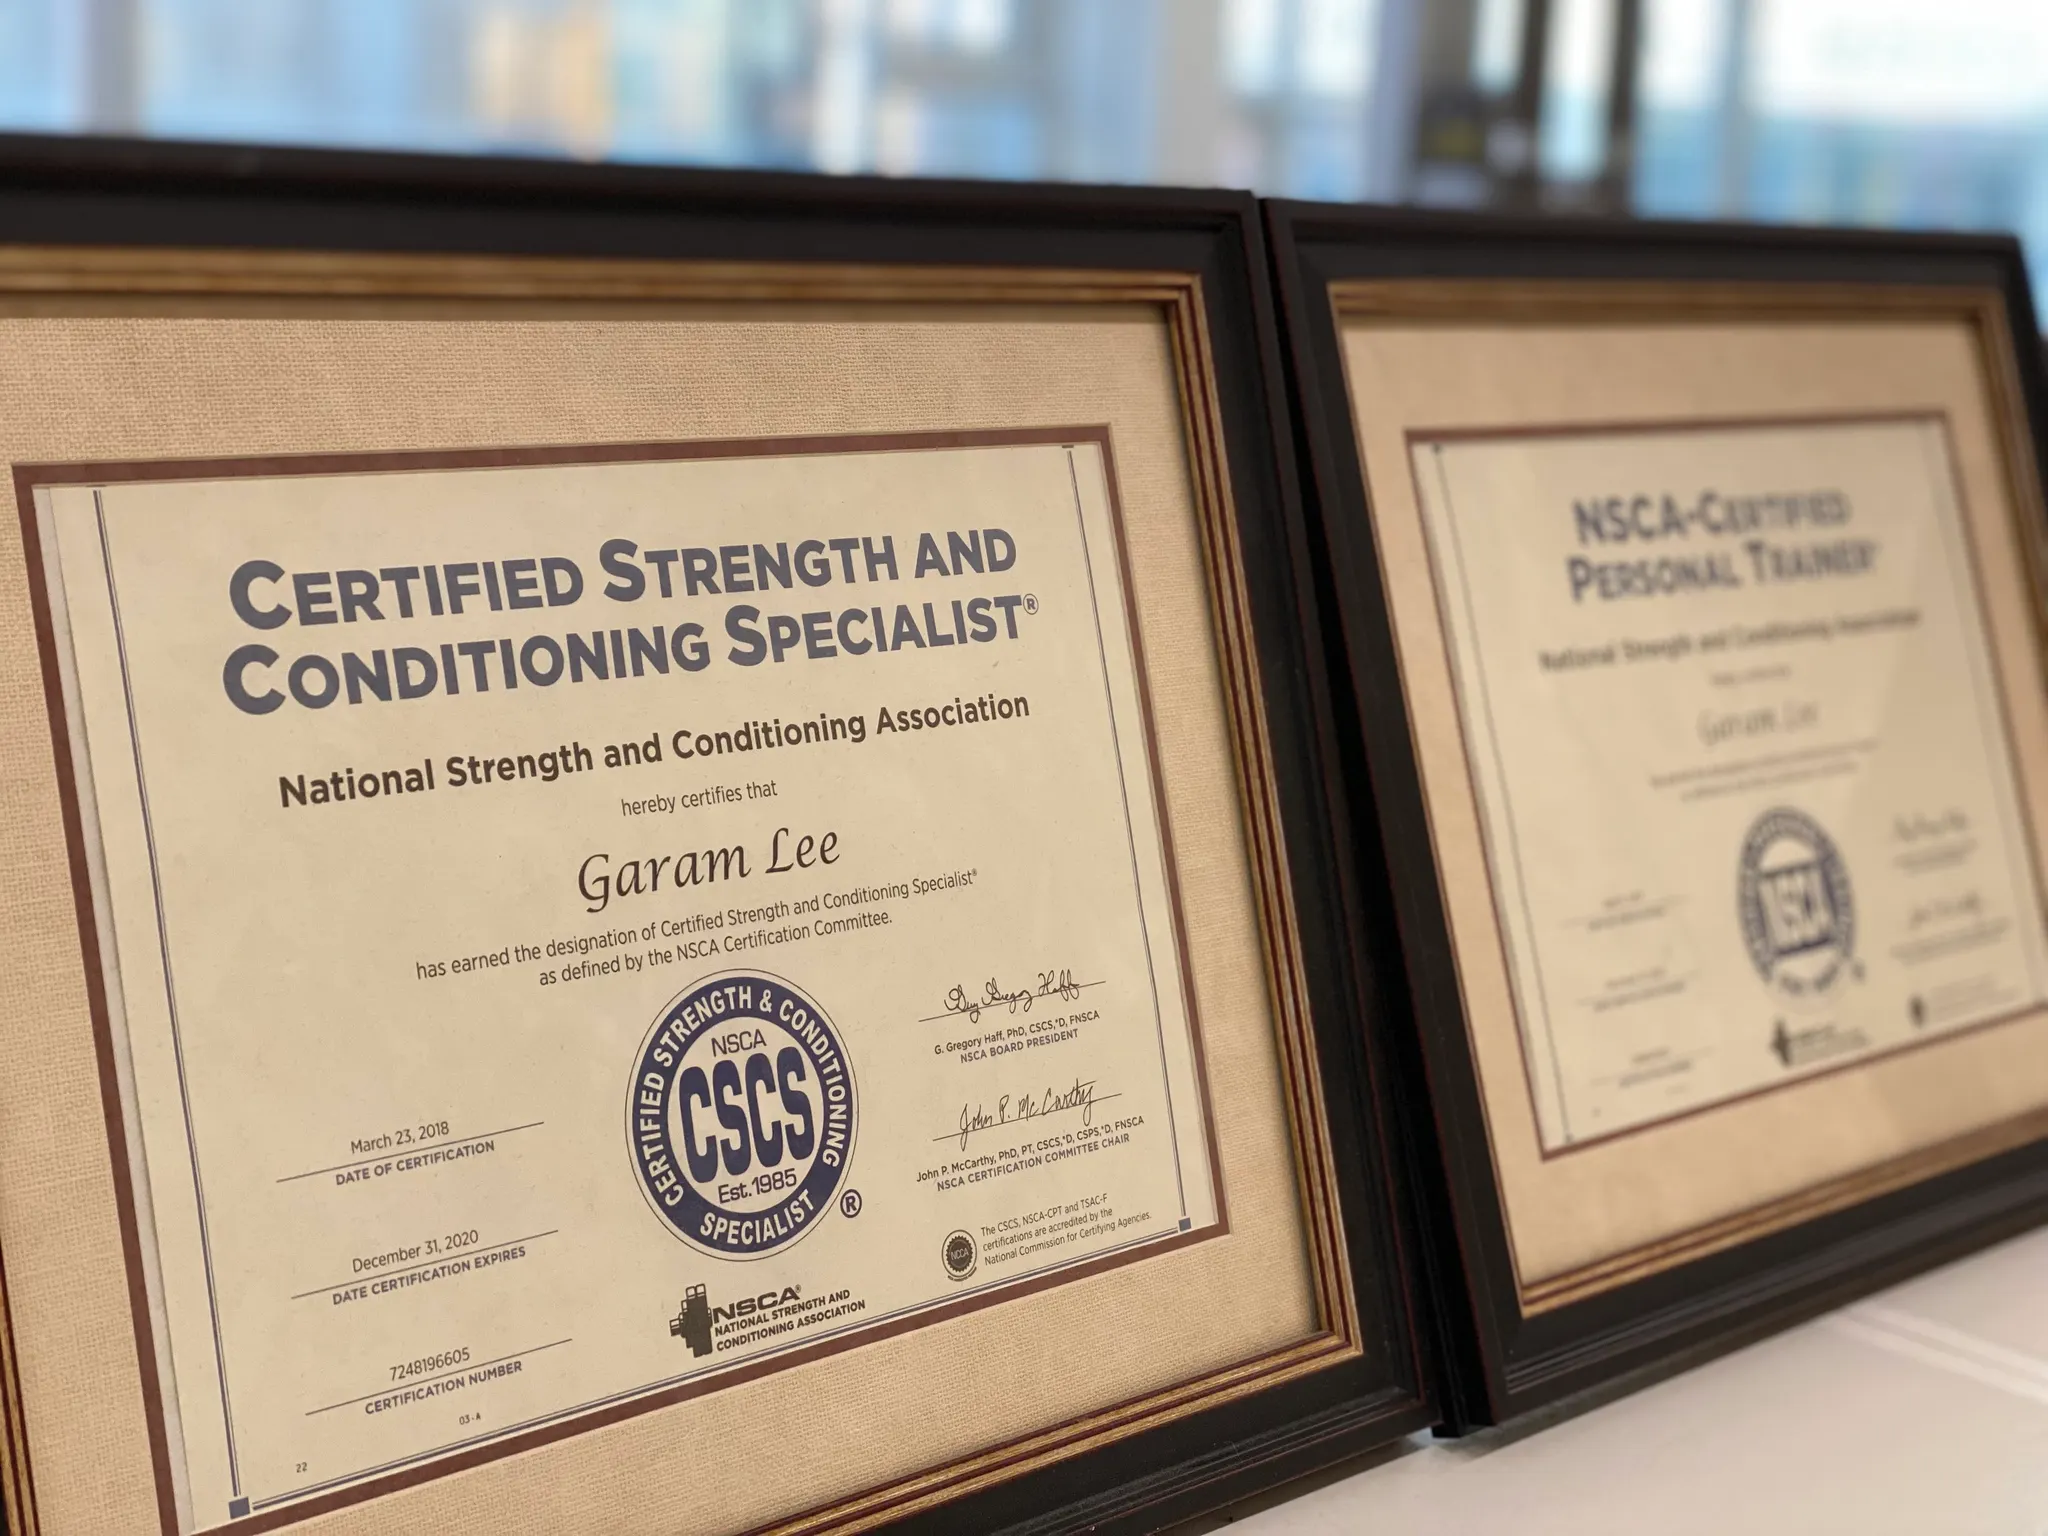 CERTIFIED STRENGTH AND
CONDITIONING SPECIALIST®
National Strength and Conditioning Association
hereby certifies that
Garam Lee
has earned the designation of Certified Strength and Conditioning Specialist®
as defined by the NSCA Certification Committee.
March 23, 2018
DATE OF CERTIFICATION
December 31, 2020
DATE CERTIFICATION EXPIRES
7248196605
CERTIFICATION NUMBER
03-A
22
CERTIFIED STRENGTH & CONDITIONING
NSCA
CSCS
Est. 1985
SPECIALIST
®
NSCA®
NATIONAL STRENGTH AND
CONDITIONING ASSOCIATION
G. Gregory Haff
G. Gregory Haff, PhD, CSCS,*D, FNSCA
NSCA BOARD PRESIDENT
John P. McCarthy
John P. McCarthy, PhD, PT, CSCS,*D, CSPS,*D, FNSCA
NSCA CERTIFICATION COMMITTEE CHAIR
NCCA
The CSCS, NSCA-CPT and TSAC-F
certifications are accredited by the
National Commission for Certifying Agencies.
NSCA-CERTIFIED
PERSONAL TRAINER®
National Strength and Conditioning Association
Garam Lee
NSCA